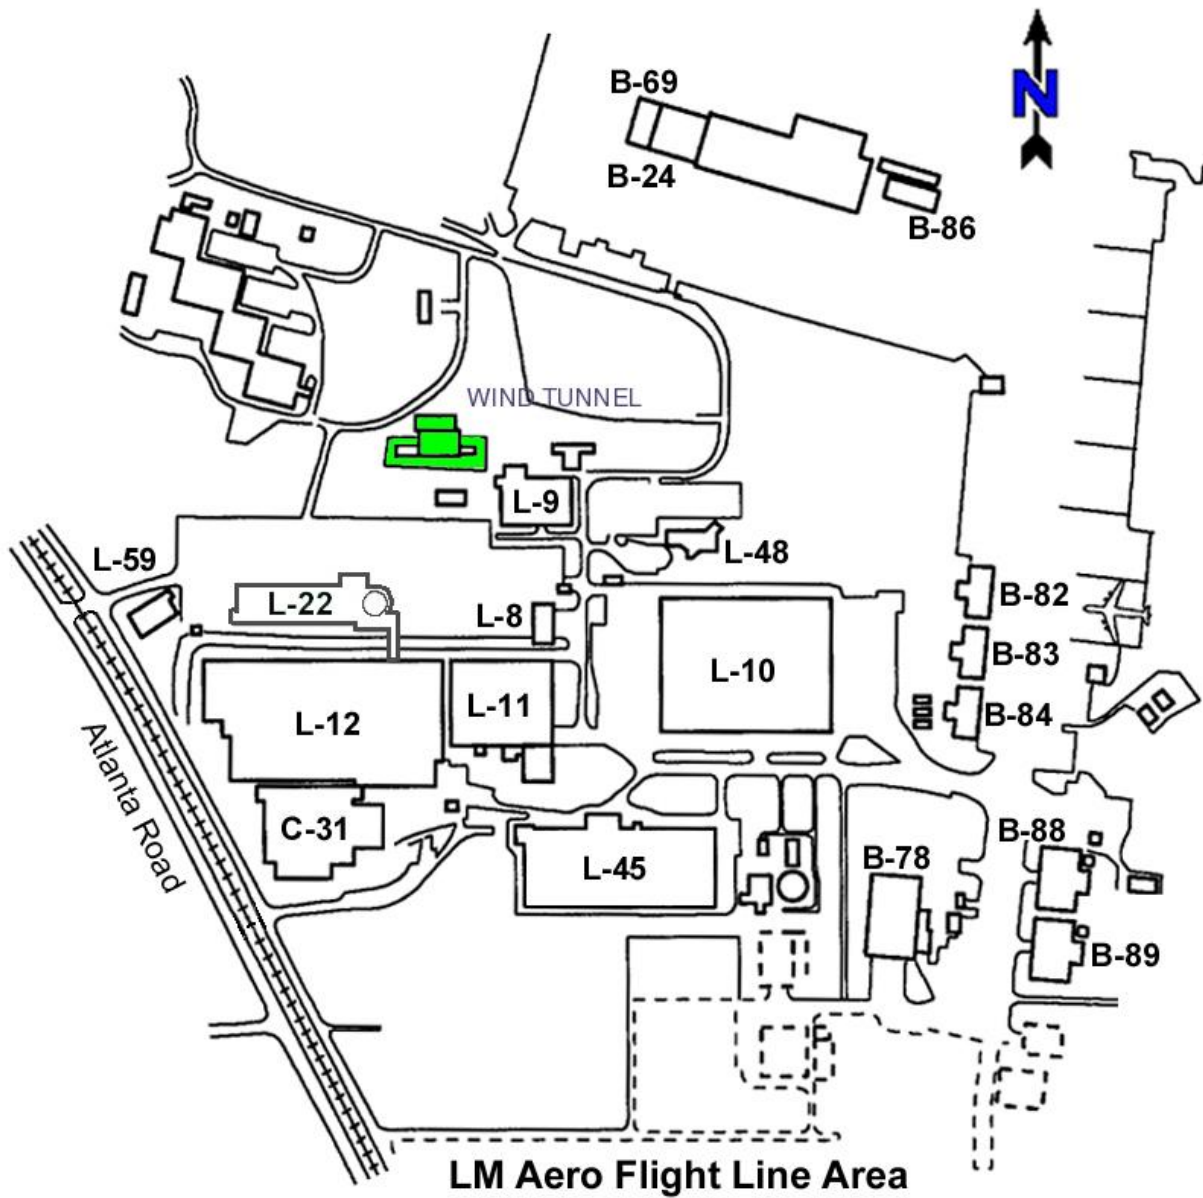 B-69
N
B-24
B-86
WIND TUNNEL
L-9
L-48
L-59
L-22
L-8
B-82
B-83
L-10
L-11
L-12
B-84
Atlanta Road
C-31
B-88
L-45
B-78
B-89
LM Aero Flight Line Area